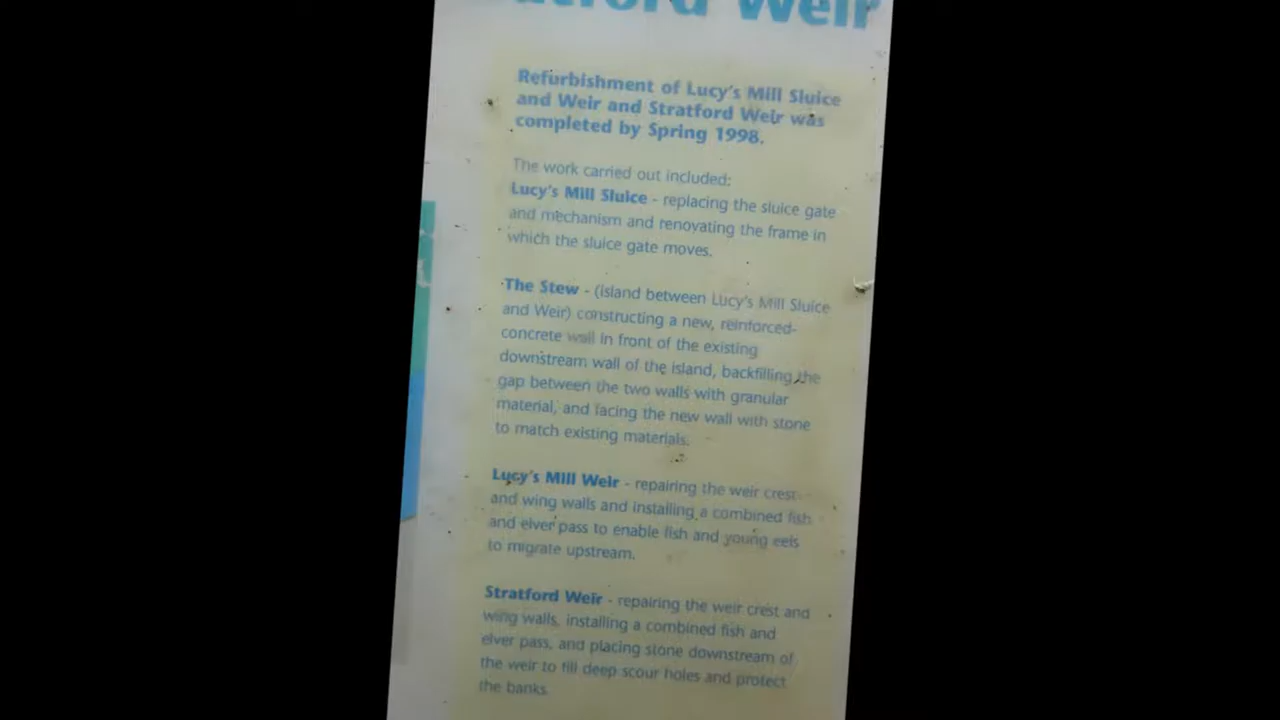 Stratford Weir
Refurbishment of Lucy's Mill Sluice
and Weir and Stratford Weir was
completed by Spring 1998.
The work carried out included:
Lucy's Mill Sluice - replacing the sluice gate
and mechanism and renovating the frame in
which the sluice gate moves.
The Stew - (island between Lucy's Mill Sluice
and Weir) constructing a new, reinforced-
concrete wall in front of the existing
downstream wall of the island, backfilling the
gap between the two walls with granular
material, and facing the new wall with stone
to match existing materials.
Lucy's Mill Weir - repairing the weir crest
and wing walls and installing a combined fish
and elver pass to enable fish and young eels
to migrate upstream.
Stratford Weir - repairing the weir crest and
wing walls, installing a combined fish and
elver pass, and placing stone downstream of
the weir to fill deep scour holes and protect
the banks.